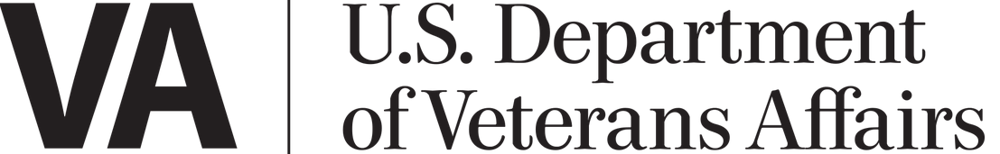 VA
U.S. Department
of Veterans Affairs